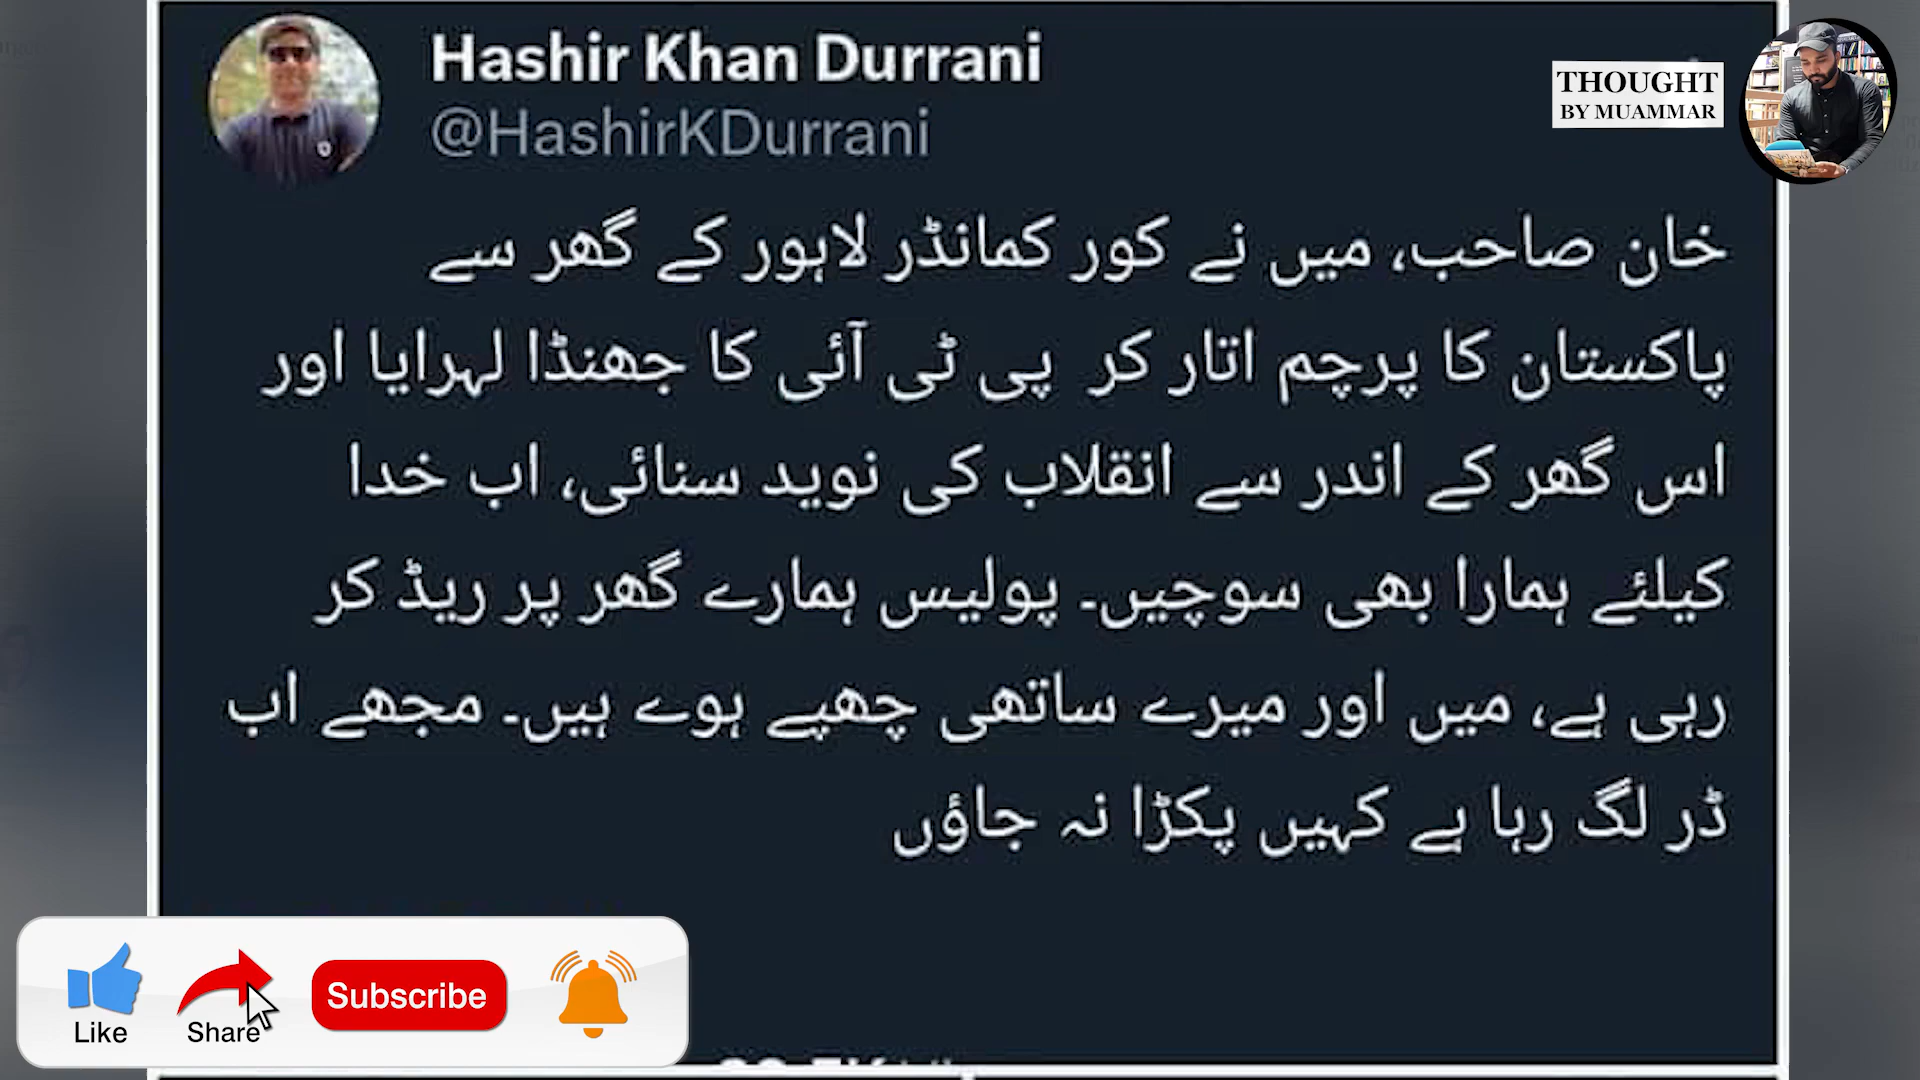 Hashir Khan Durrani
@HashirKDurrani
THOUGHT
BY MUAMMAR
خان صاحب، میں نے کور کمانڈر لاہور کے گھر سے
پاکستان کا پرچم اتار کر پی ٹی آئی کا جھنڈا لہرایا اور
اس گھر کے اندر سے انقلاب کی نوید سنائی، اب خدا
کیلئے ہمارا بھی سوچیں۔ پولیس ہمارے گھر پر ریڈ کر
رہی ہے، میں اور میرے ساتھی چھپے ہوے ہیں۔ مجھے اب
ڈر لگ رہا ہے کہیں پکڑا نہ جاؤں
Like
Share
Subscribe